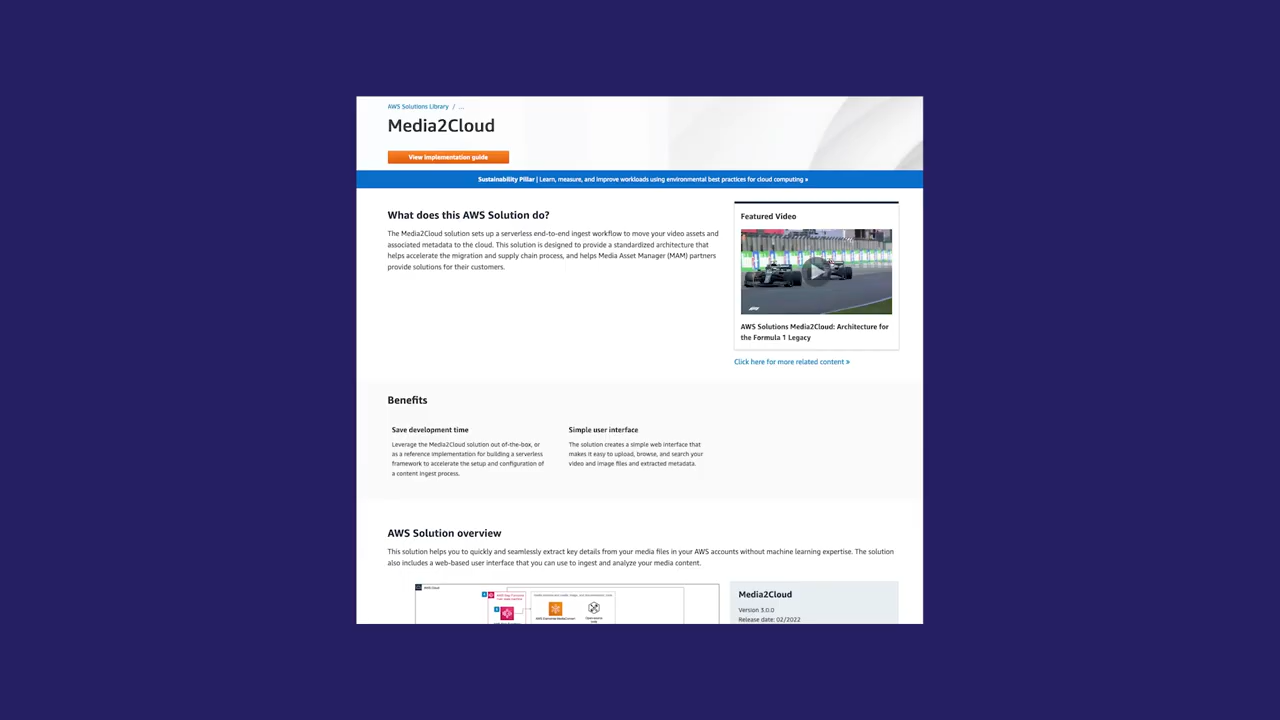 AWS Solutions Library / ...
Media2Cloud
View implementation guide
Sustainability Pillar | Learn, measure, and improve workloads using environmental best practices for cloud computing »
What does this AWS Solution do?
The Media2Cloud solution sets up a serverless end-to-end ingest workflow to move your video assets and
associated metadata to the cloud. This solution is designed to provide a standardized architecture that
helps accelerate the migration and supply chain process, and helps Media Asset Manager (MAM) partners
provide solutions for their customers.
Featured Video
AWS Solutions Media2Cloud: Architecture for
the Formula 1 Legacy
Click here for more related content »
Benefits
Save development time
Leverage the Media2Cloud solution out of-the-box, or
as a reference implementation for building a serverless
framework to accelerate the setup and configuration of
a content ingest process.
Simple user interface
The solution creates a simple web interface that
makes it easy to upload, browse, and search your
video and image files and extracted metadata.
AWS Solution overview
This solution helps you to quickly and seamlessly extract key details from your media files in your AWS accounts without machine learning expertise. The solution
also includes a web-based user interface that you can use to ingest and analyze your media content.
AWS Cloud
AWS Elemental MediaConvert
Media2Cloud
Version 3.0.0
Release date: 02/2022